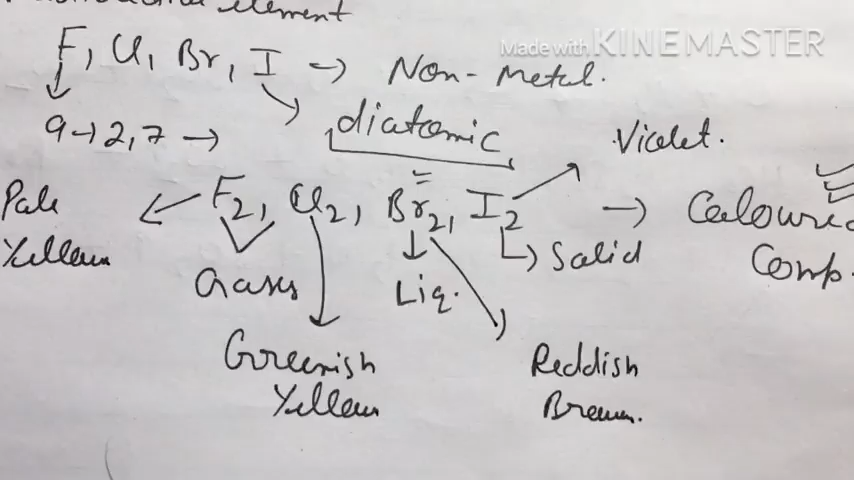 element
Made with KINEMASTER
F, Cl, Br, I → Non-Metal.
9→2,7 →
diatomic
Violet.
F2, Cl2, Br2, I2 → Coloured
Pale
Yellow
Gases
Liq.
Solid
Comp.
Greenish
Yellow
Reddish
Brown.